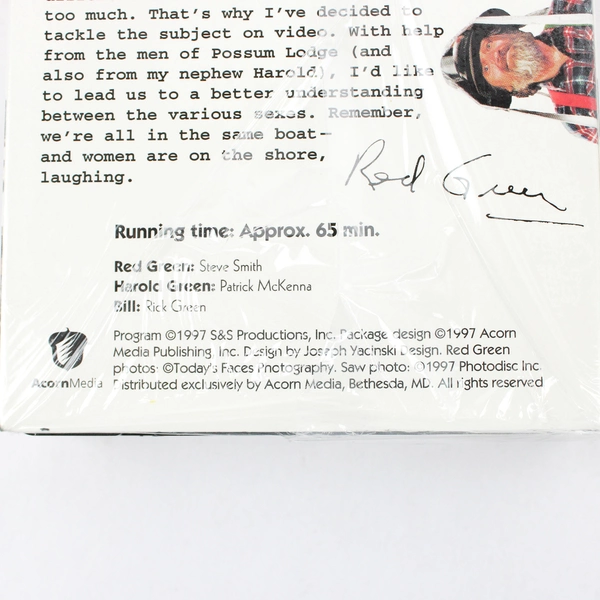 too much. That's why I've decided to
tackle the subject on video. With help
from the men of Possum Lodge (and
also from my nephew Harold), I'd like
to lead us to a better understanding
between the various sexes. Remember,
we're all in the same boat—
and women are on the shore,
laughing.
Red Green
Running time: Approx. 65 min.
Red Green: Steve Smith
Harold Green: Patrick McKenna
Bill: Rick Green
Program ©1997 S&S Productions, Inc. Package design ©1997 Acorn
Media Publishing, Inc. Design by Joseph Yacinski Design. Red Green
photos: ©Today's Faces Photography. Saw photo: ©1997 Photodisc Inc.
Distributed exclusively by Acorn Media, Bethesda, MD. All rights reserved
AcornMedia